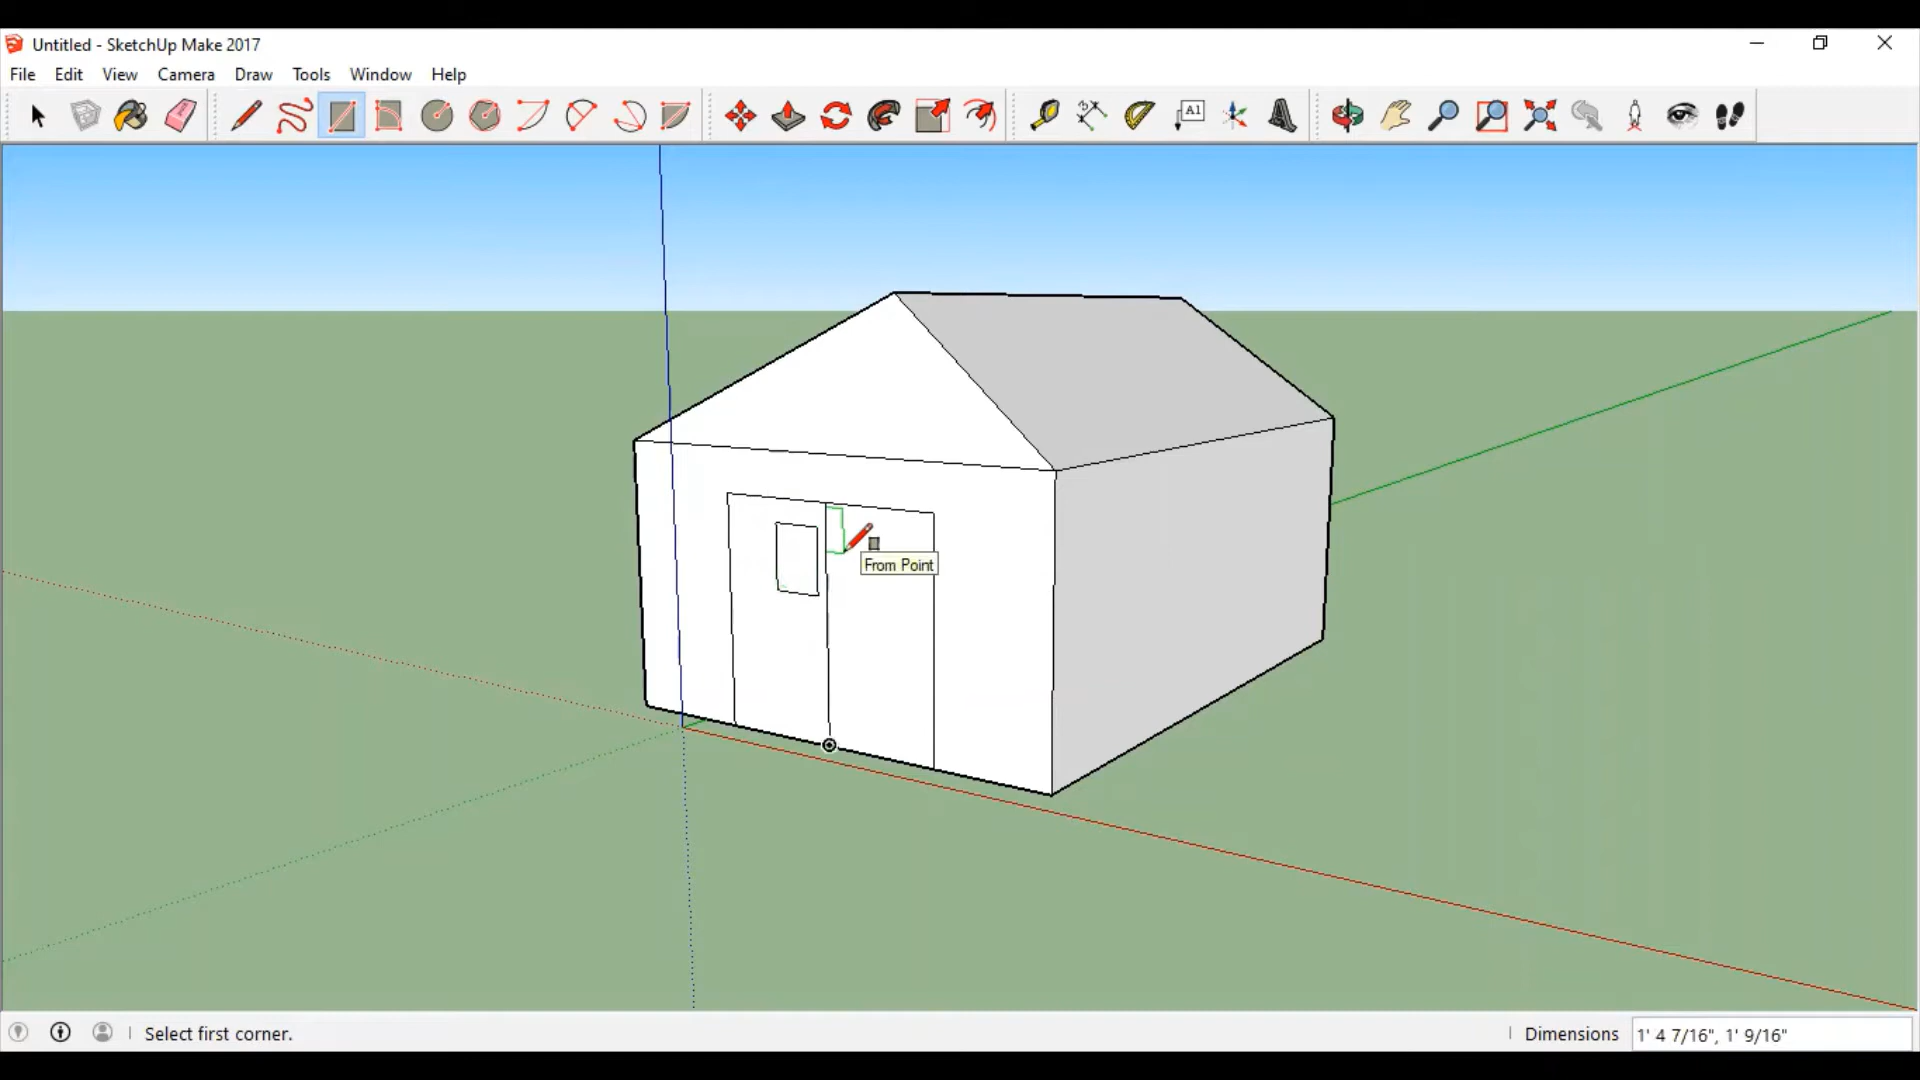 Untitled - SketchUp Make 2017
File Edit View Camera Draw Tools Window Help
A1
From Point
Select first corner.
Dimensions 1' 4 7/16", 1' 9/16"